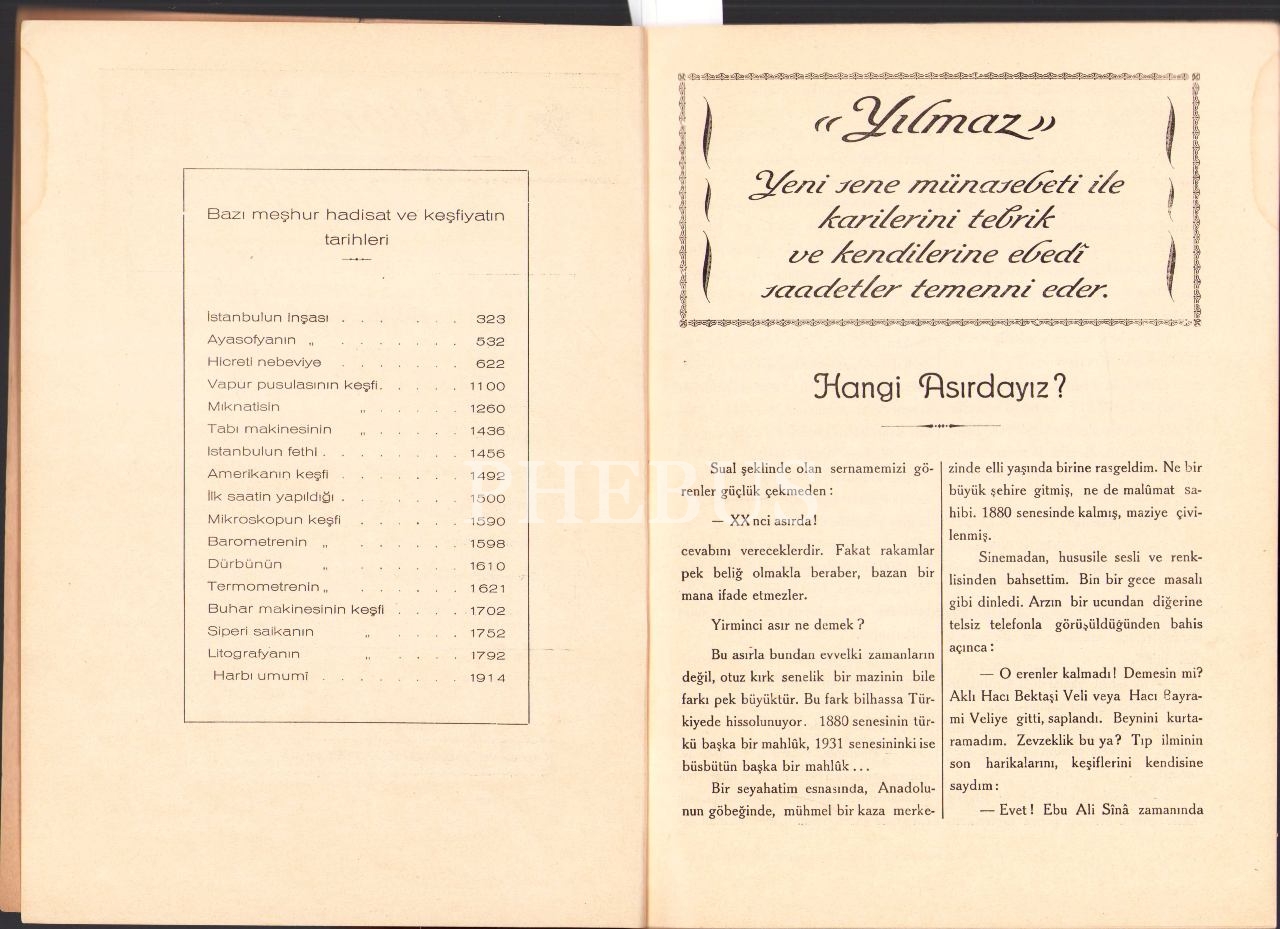 Bazı meşhur hadisat ve keşfiyatın
tarihleri
İstanbulun inşası . . . . . . 323
Ayasofyanın „ . . . . . . . 532
Hicreti nebeviye . . . . . . . 622
Vapur pusulasının keşfi. . . . . 1100
Mıknatisin „ . . . . . 1260
Tabı makinesinin „ . . . . . 1436
İstanbulun fethi . . . . . . . 1456
Amerikanın keşfi . . . . . . 1492
İlk saatin yapıldığı . . . . . . 1500
Mikroskopun keşfi . . . . . . 1590
Barometrenin „ . . . . . . 1598
Dürbünün „ . . . . . . 1610
Termometrenin „ . . . . . . 1621
Buhar makinesinin keşfi . . . . 1702
Siperi saikanın „ . . . . 1752
Litografyanın „ . . . . 1792
Harbı umumî . . . . . . . . 1914
«Yılmaz»
Yeni sene münasebeti ile
karilerini tebrik
ve kendilerine ebedî
saadetler temenni eder.
Hangi Asırdayız?
Sual şeklinde olan sernamemizi gö-
renler güçlük çekmeden :
— XX nci asırda!
cevabını vereceklerdir. Fakat rakamlar
pek beliğ olmakla beraber, bazan bir
mana ifade etmezler.
Yirminci asır ne demek ?
Bu asırla bundan evvelki zamanların
değil, otuz kırk senelik bir mazinin bile
farkı pek büyüktür. Bu fark bilhassa Tür-
kiyede hissolunuyor. 1880 senesinin tür-
kü başka bir mahlûk, 1931 senesininki ise
büsbütün başka bir mahlûk ...
Bir seyahatim esnasında, Anadolu-
nun göbeğinde, mühmel bir kaza merke-
zinde elli yaşında birine rasgeldim. Ne bir
büyük şehire gitmiş, ne de malûmat sa-
hibi. 1880 senesinde kalmış, maziye çivi-
lenmiş.
Sinemadan, hususile sesli ve renk-
lisinden bahsettim. Bin bir gece masalı
gibi dinledi. Arzın bir ucundan diğerine
telsiz telefonla görüşüldüğünden bahis
açınca :
— O erenler kalmadı! Demesin mi?
Aklı Hacı Bektaşi Veli veya Hacı Bayra-
mi Veliye gitti, saplandı. Beynini kurta-
ramadım. Zevzeklik bu ya? Tıp ilminin
son harikalarını, keşiflerini kendisine
saydım :
— Evet! Ebu Ali Sînâ zamanında
PHEBUS